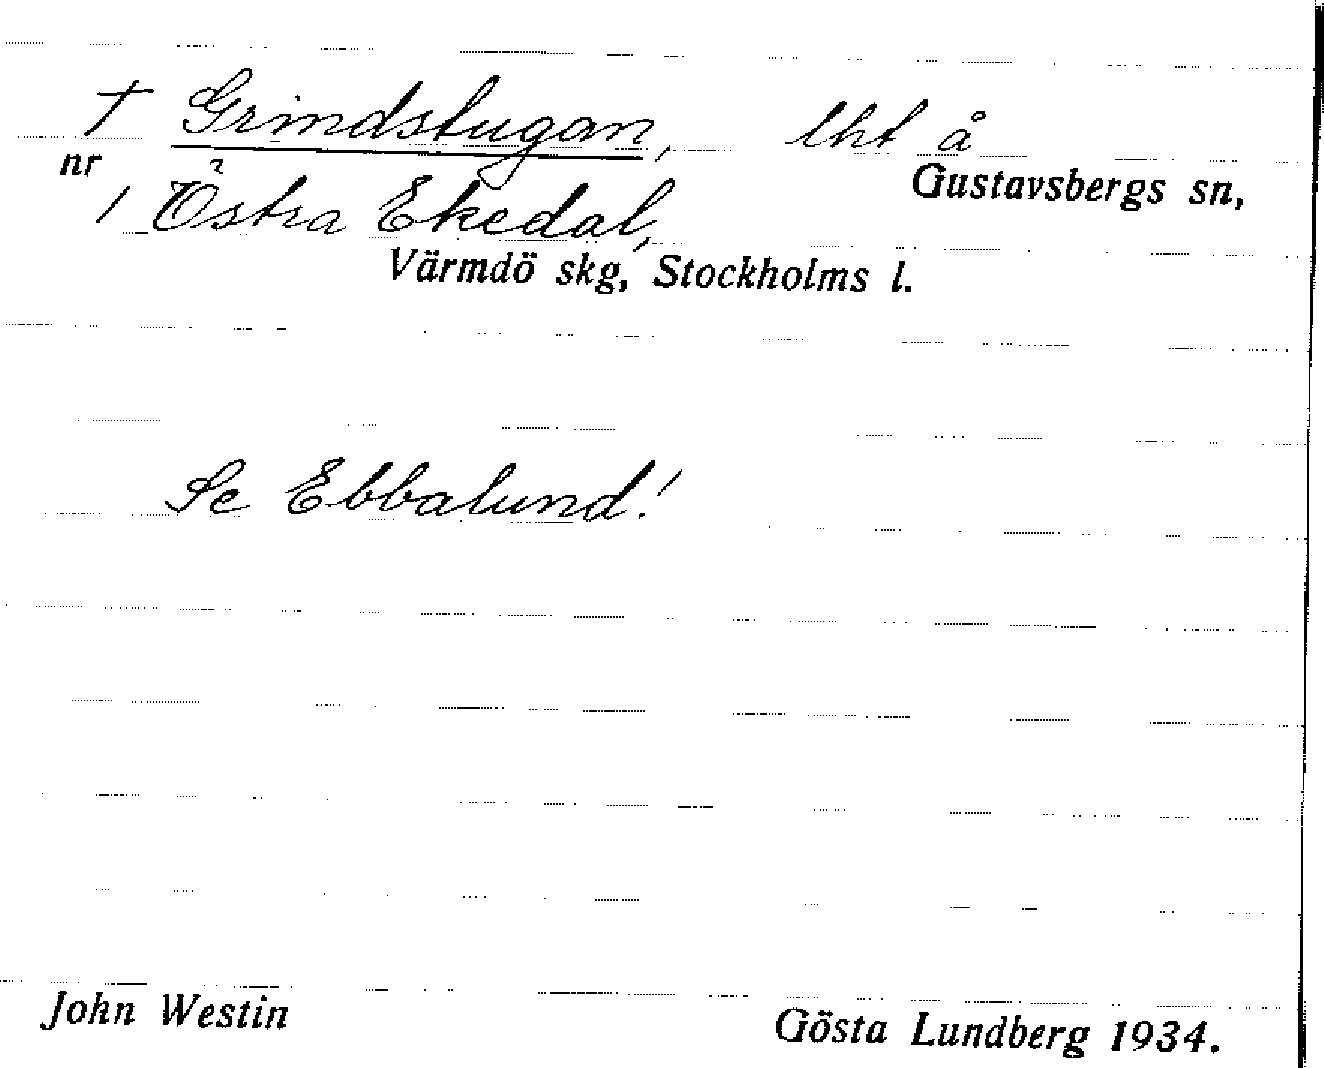 † Grindstugan, lht å
nr Gustavsbergs sn,
1 Östra Ekedal,
Värmdö skg, Stockholms l.
Se Ebbalund!
John Westin Gösta Lundberg 1934.